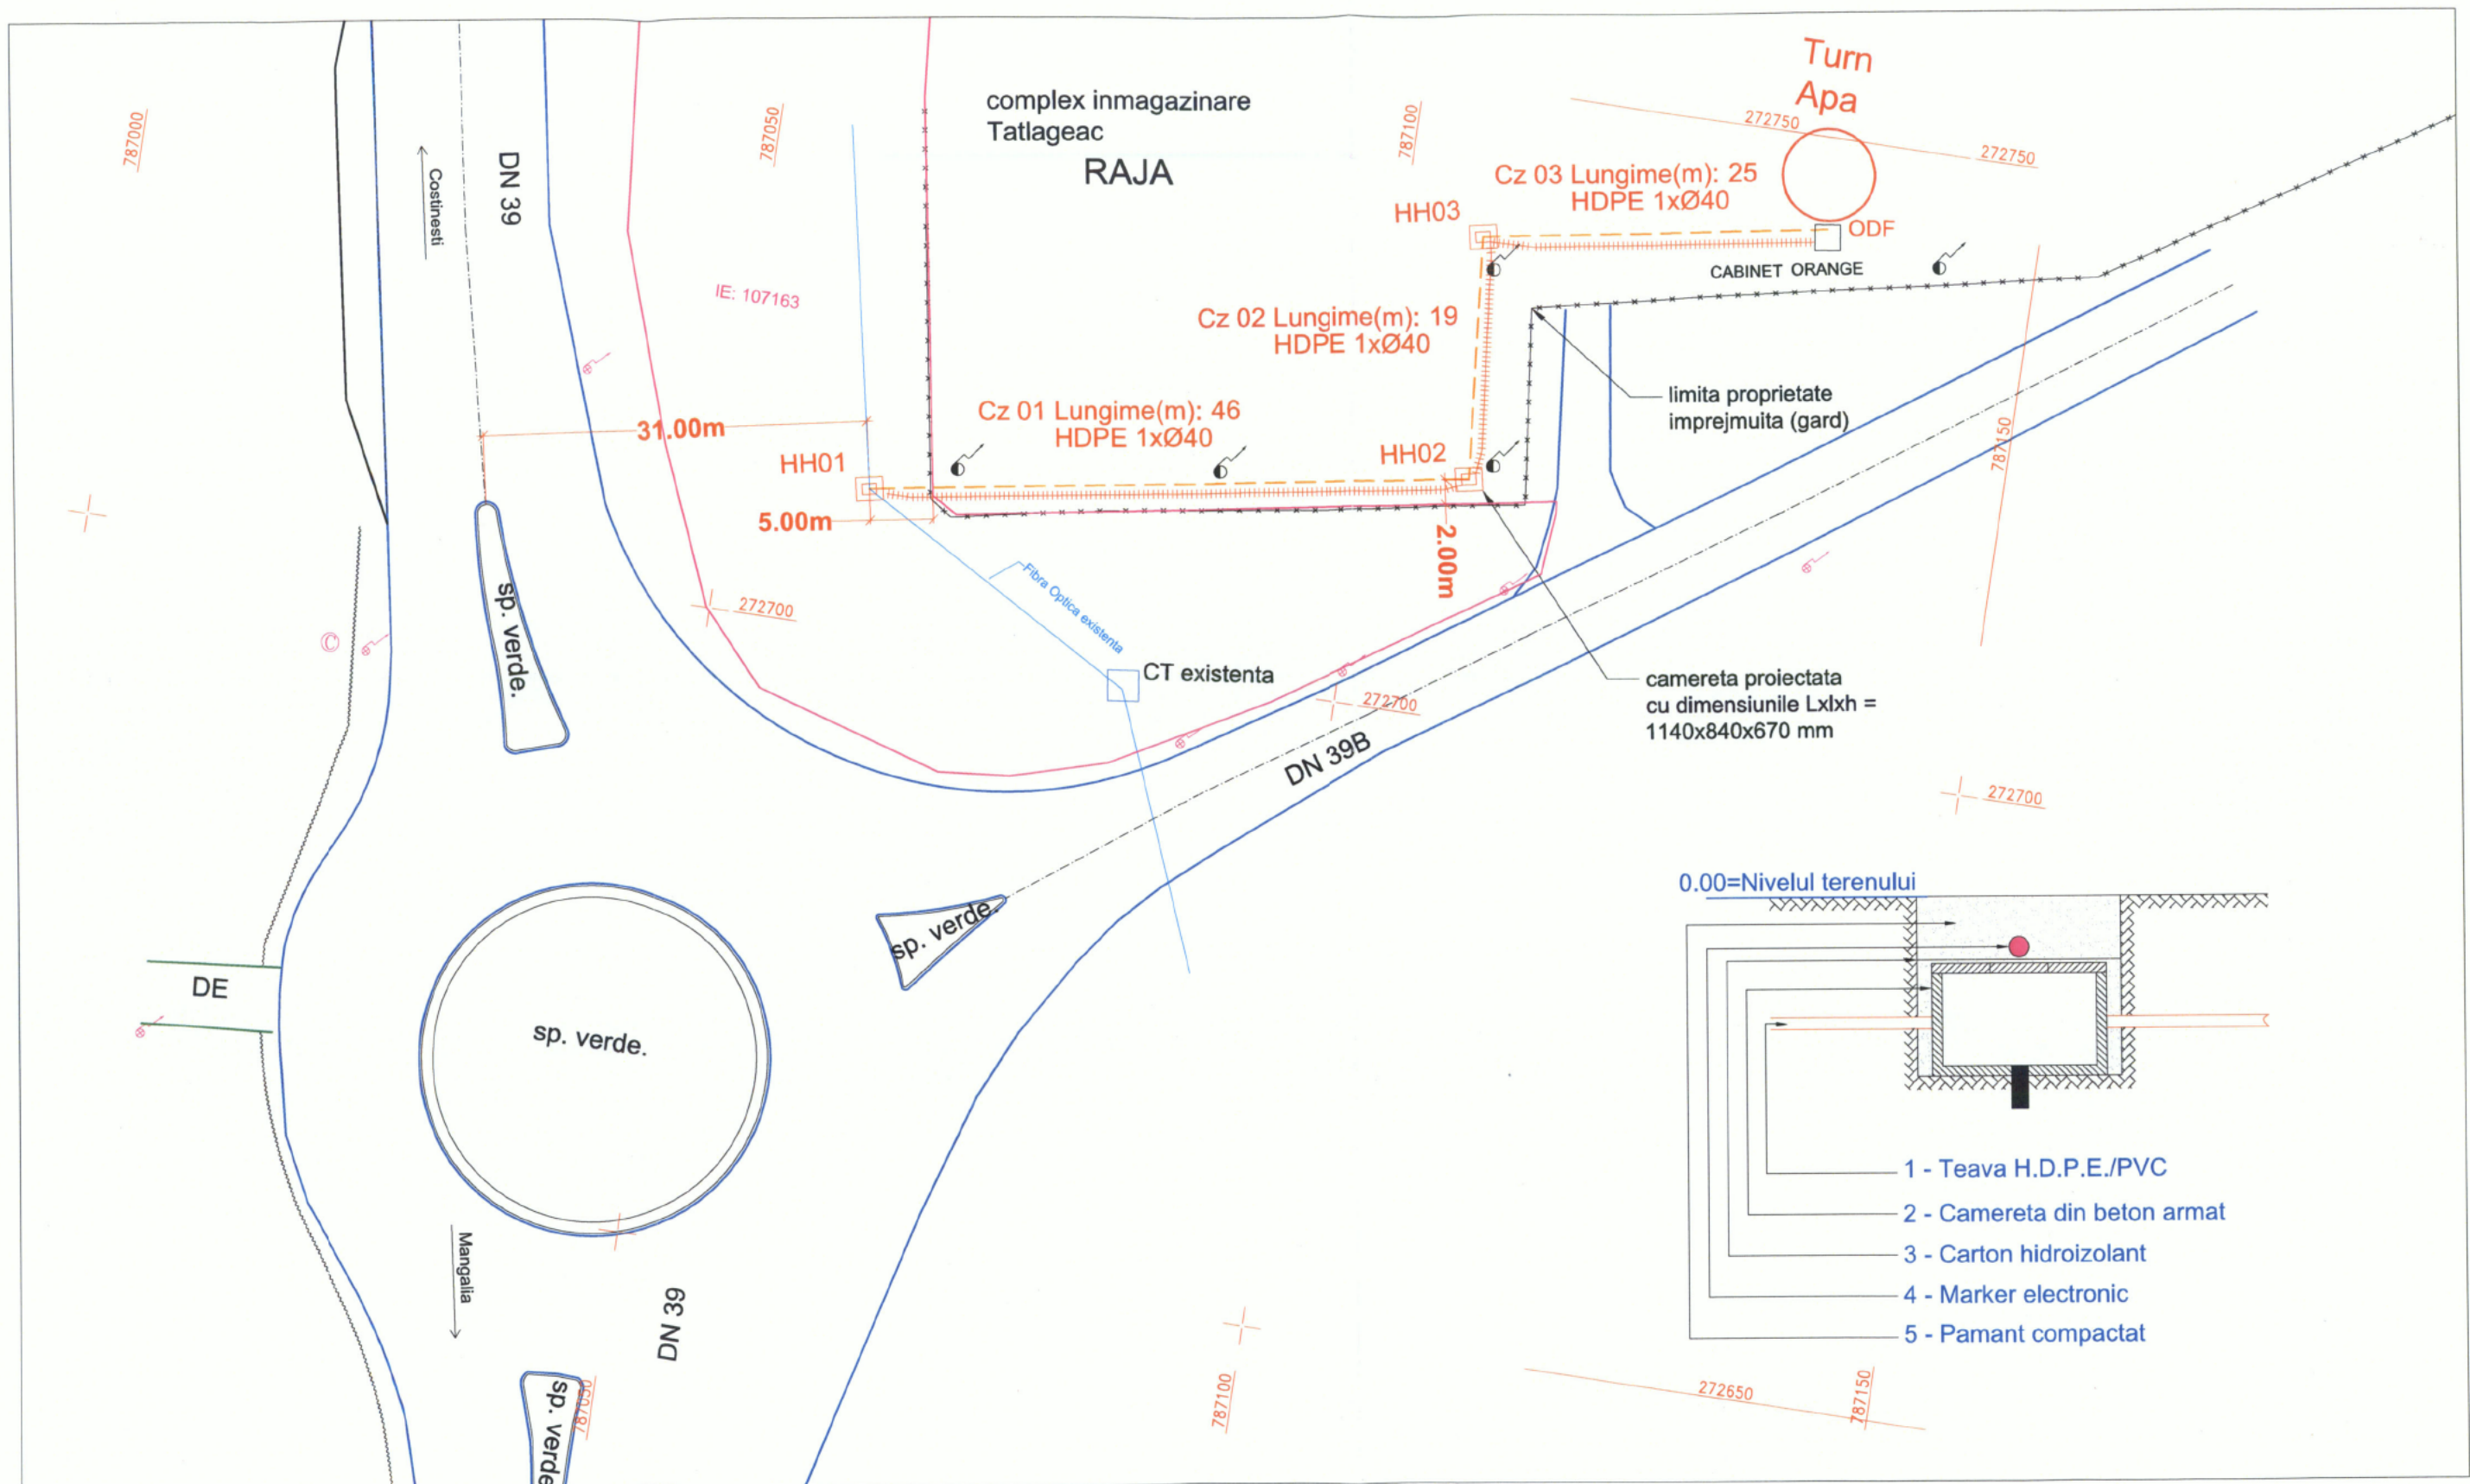 Turn
Apa
complex inmagazinare
Tatlageac
RAJA
787000
787050
787100
272750
272750
Costinesti
DN 39
Cz 03 Lungime(m): 25
HDPE 1xØ40
HH03
ODF
CABINET ORANGE
IE: 107163
Cz 02 Lungime(m): 19
HDPE 1xØ40
limita proprietate
imprejmuita (gard)
787150
Cz 01 Lungime(m): 46
HDPE 1xØ40
31.00m
HH01
HH02
5.00m
2.00m
sp. verde.
272700
Fibra Optica existenta
©
CT existenta
272700
camereta proiectata
cu dimensiunile Lxlxh =
1140x840x670 mm
DN 39B
272700
0.00=Nivelul terenului
sp. verde.
DE
sp. verde.
1 - Teava H.D.P.E./PVC
2 - Camereta din beton armat
3 - Carton hidroizolant
4 - Marker electronic
5 - Pamant compactat
Mangalia
DN 39
sp. verde
787050
787100
272650
787150